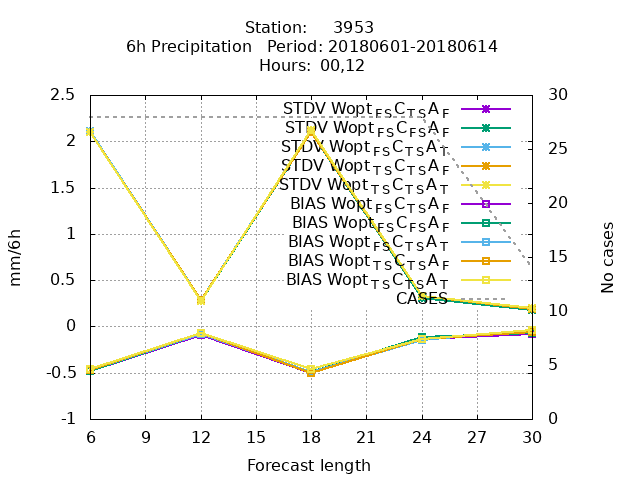 Station: 3953
6h Precipitation Period: 20180601-20180614
Hours: 00,12
2.5
2
1.5
1
0.5
0
-0.5
-1
mm/6h
30
25
20
15
10
5
0
No cases
STDV Wopt FS C TS A F
STDV Wopt FS C FS A F
STDV Wopt FS C TS A T
STDV Wopt TS C TS A F
STDV Wopt TS C TS A T
BIAS Wopt FS C TS A F
BIAS Wopt FS C FS A F
BIAS Wopt FS C TS A T
BIAS Wopt TS C TS A F
BIAS Wopt TS C TS A T
CASES
6 9 12 15 18 21 24 27 30
Forecast length